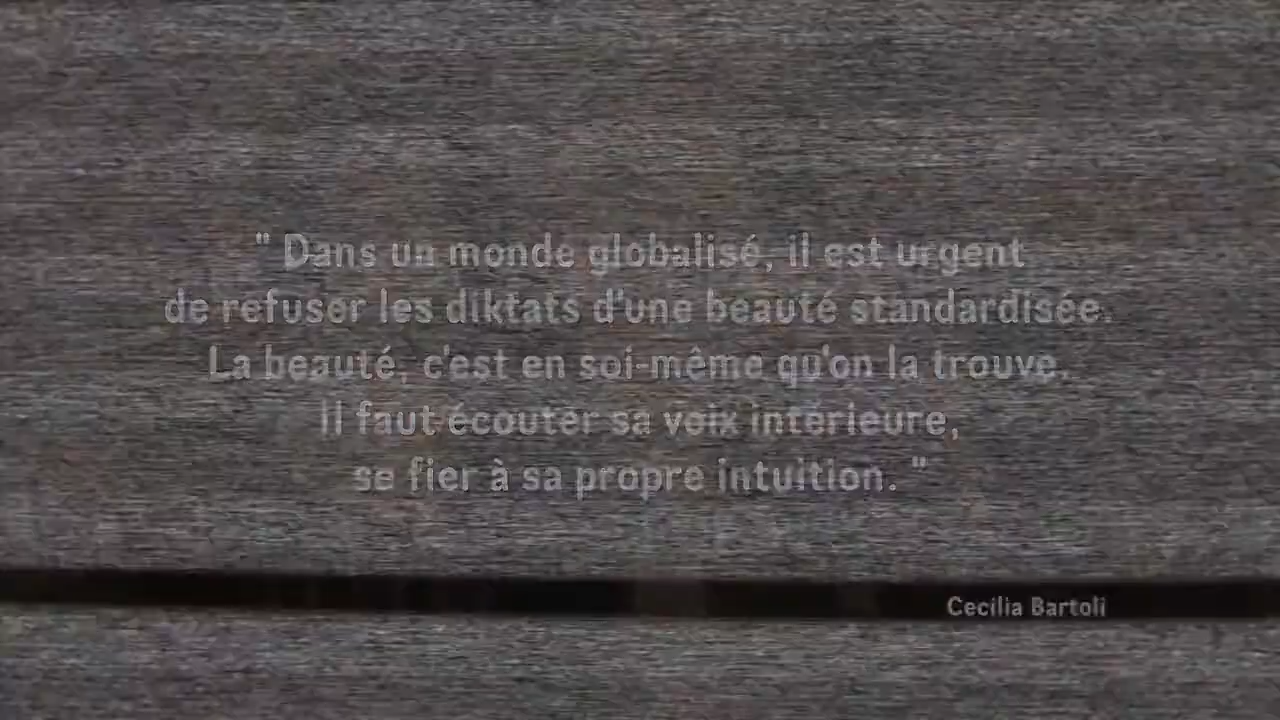 " Dans un monde globalisé, il est urgent
de refuser les diktats d'une beauté standardisée.
La beauté, c'est en soi-même qu'on la trouve.
Il faut écouter sa voix intérieure,
se fier à sa propre intuition. "
Cecilia Bartoli